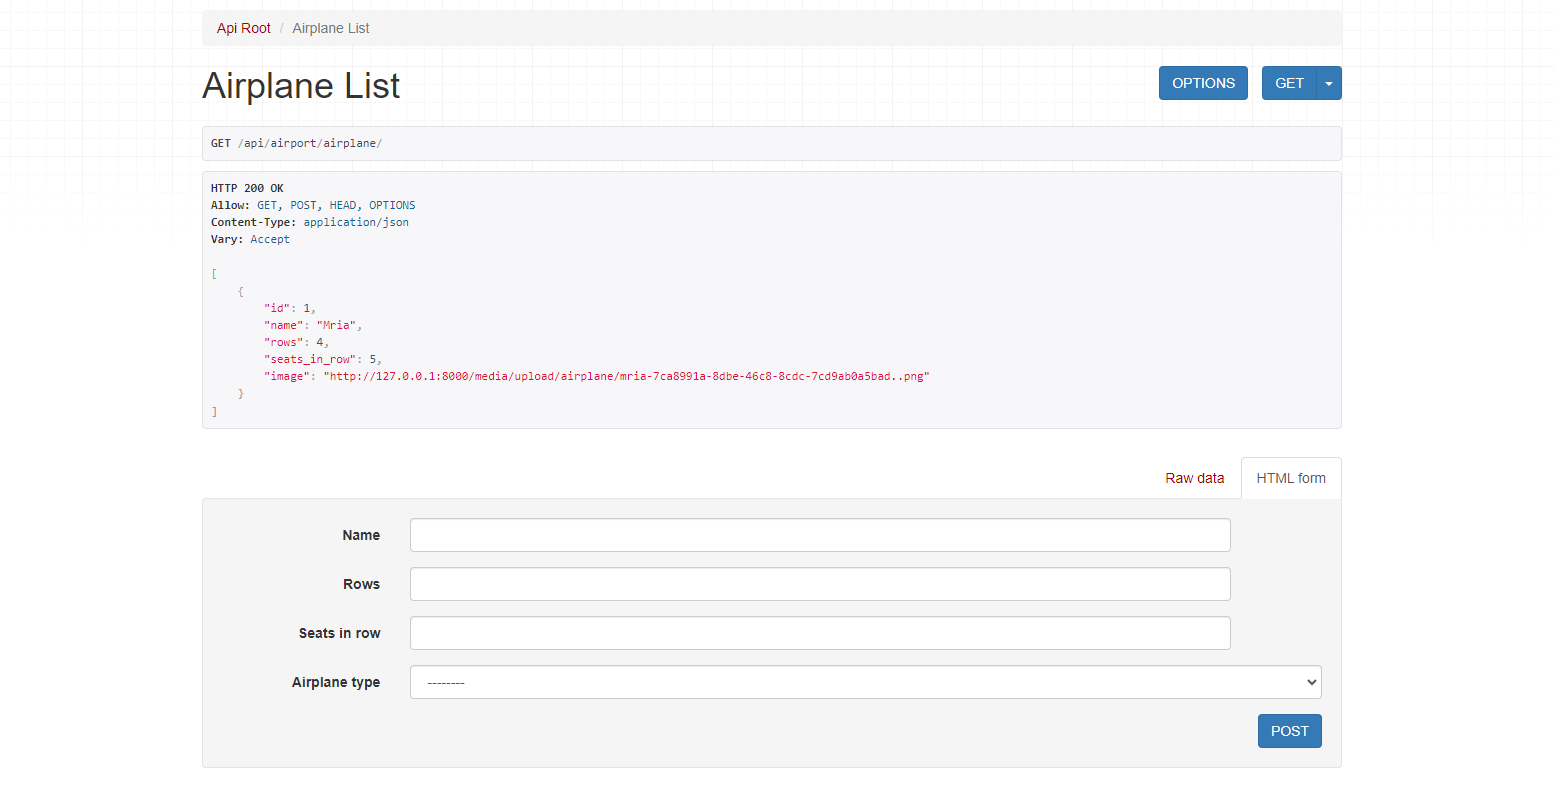 Api Root / Airplane List
Airplane List
OPTIONS
GET
GET /api/airport/airplane/
HTTP 200 OK
Allow: GET, POST, HEAD, OPTIONS
Content-Type: application/json
Vary: Accept
[
{
"id": 1,
"name": "Mria",
"rows": 4,
"seats_in_row": 5,
"image": "http://127.0.0.1:8000/media/upload/airplane/mria-7ca8991a-8dbe-46c8-8cdc-7cd9ab0a5bad..png"
}
]
Raw data
HTML form
Name
Rows
Seats in row
Airplane type
--------
POST